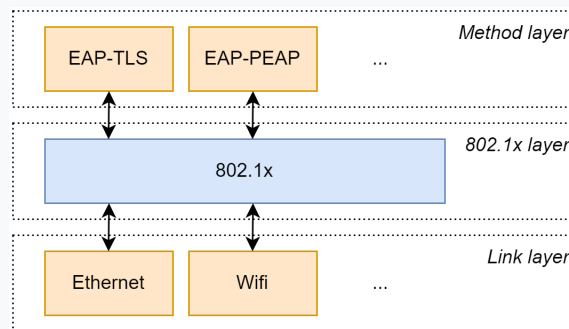 Method layer
EAP-TLS
EAP-PEAP
...
802.1x layer
802.1x
Link layer
Ethernet
Wifi
...